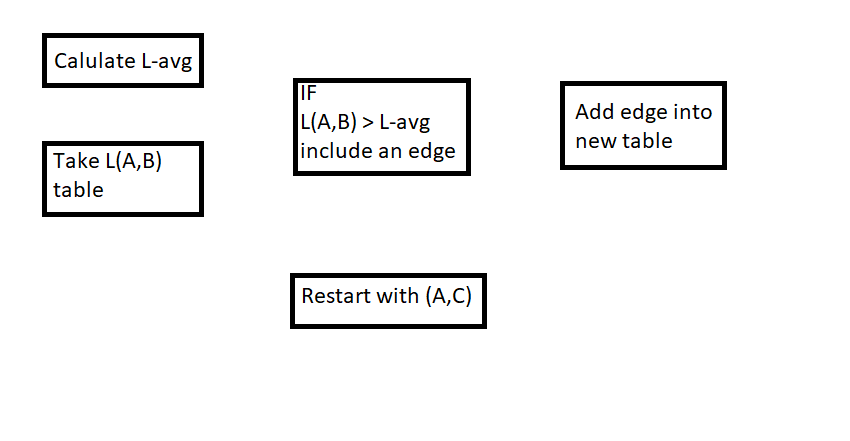 Calulate L-avg
Take L(A,B)
table
IF
L(A,B) > L-avg
include an edge
Add edge into
new table
Restart with (A,C)